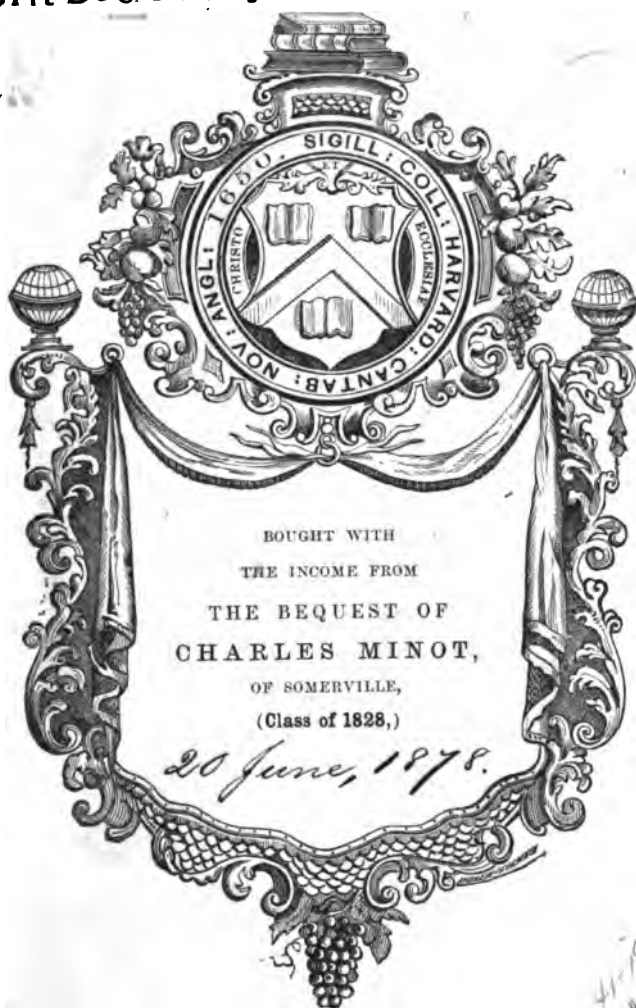 SIGILL: COLL: HARVARD: CANTAB: NOV: ANGL: 1650.
ET
CHRISTO
ECCLESIAE
BOUGHT WITH
THE INCOME FROM
THE BEQUEST OF
CHARLES MINOT,
OF SOMERVILLE,
(Class of 1828,)
20 June, 1878.